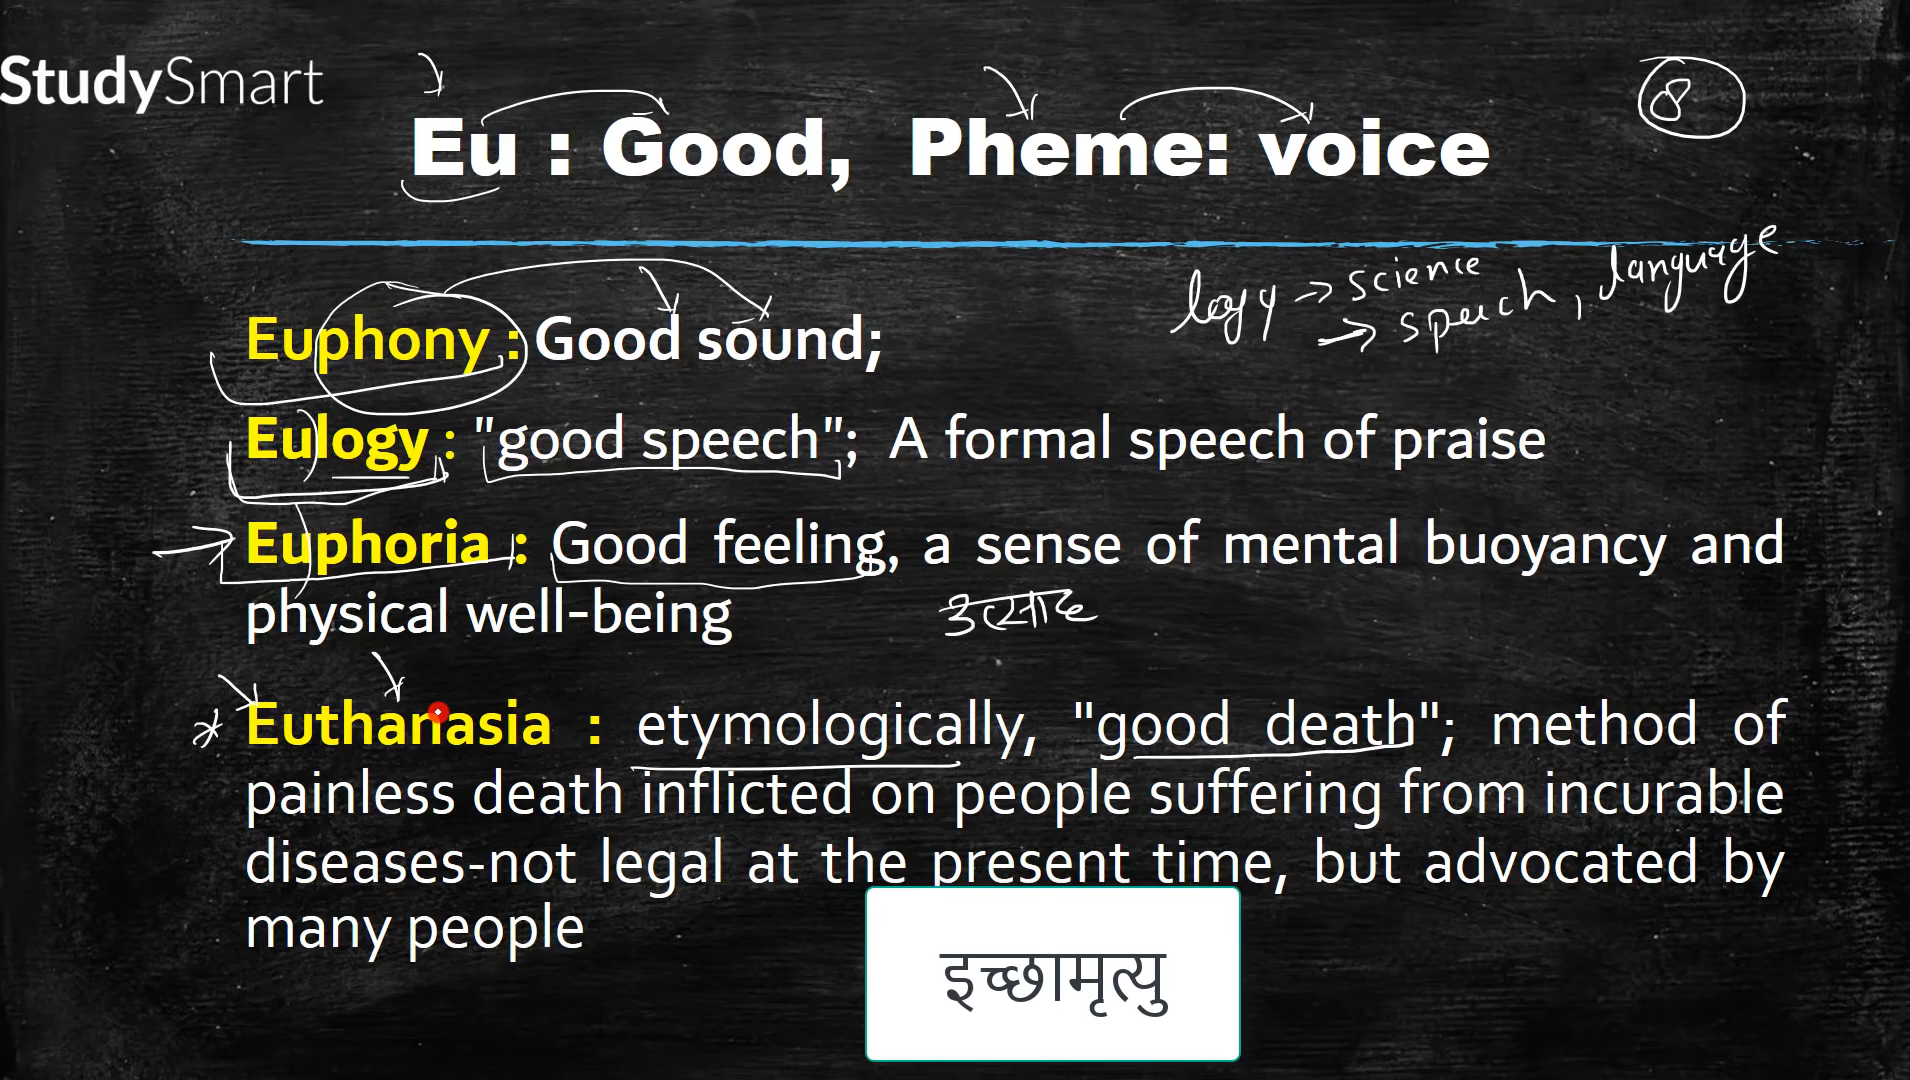 StudySmart
8
Eu : Good, Pheme: voice
logy → science
→ speech, language
Euphony : Good sound;
Eulogy : "good speech"; A formal speech of praise
Euphoria : Good feeling, a sense of mental buoyancy and
physical well-being
Euthanasia : etymologically, "good death"; method of
painless death inflicted on people suffering from incurable
diseases-not legal at the present time, but advocated by
many people
इच्छामृत्यु